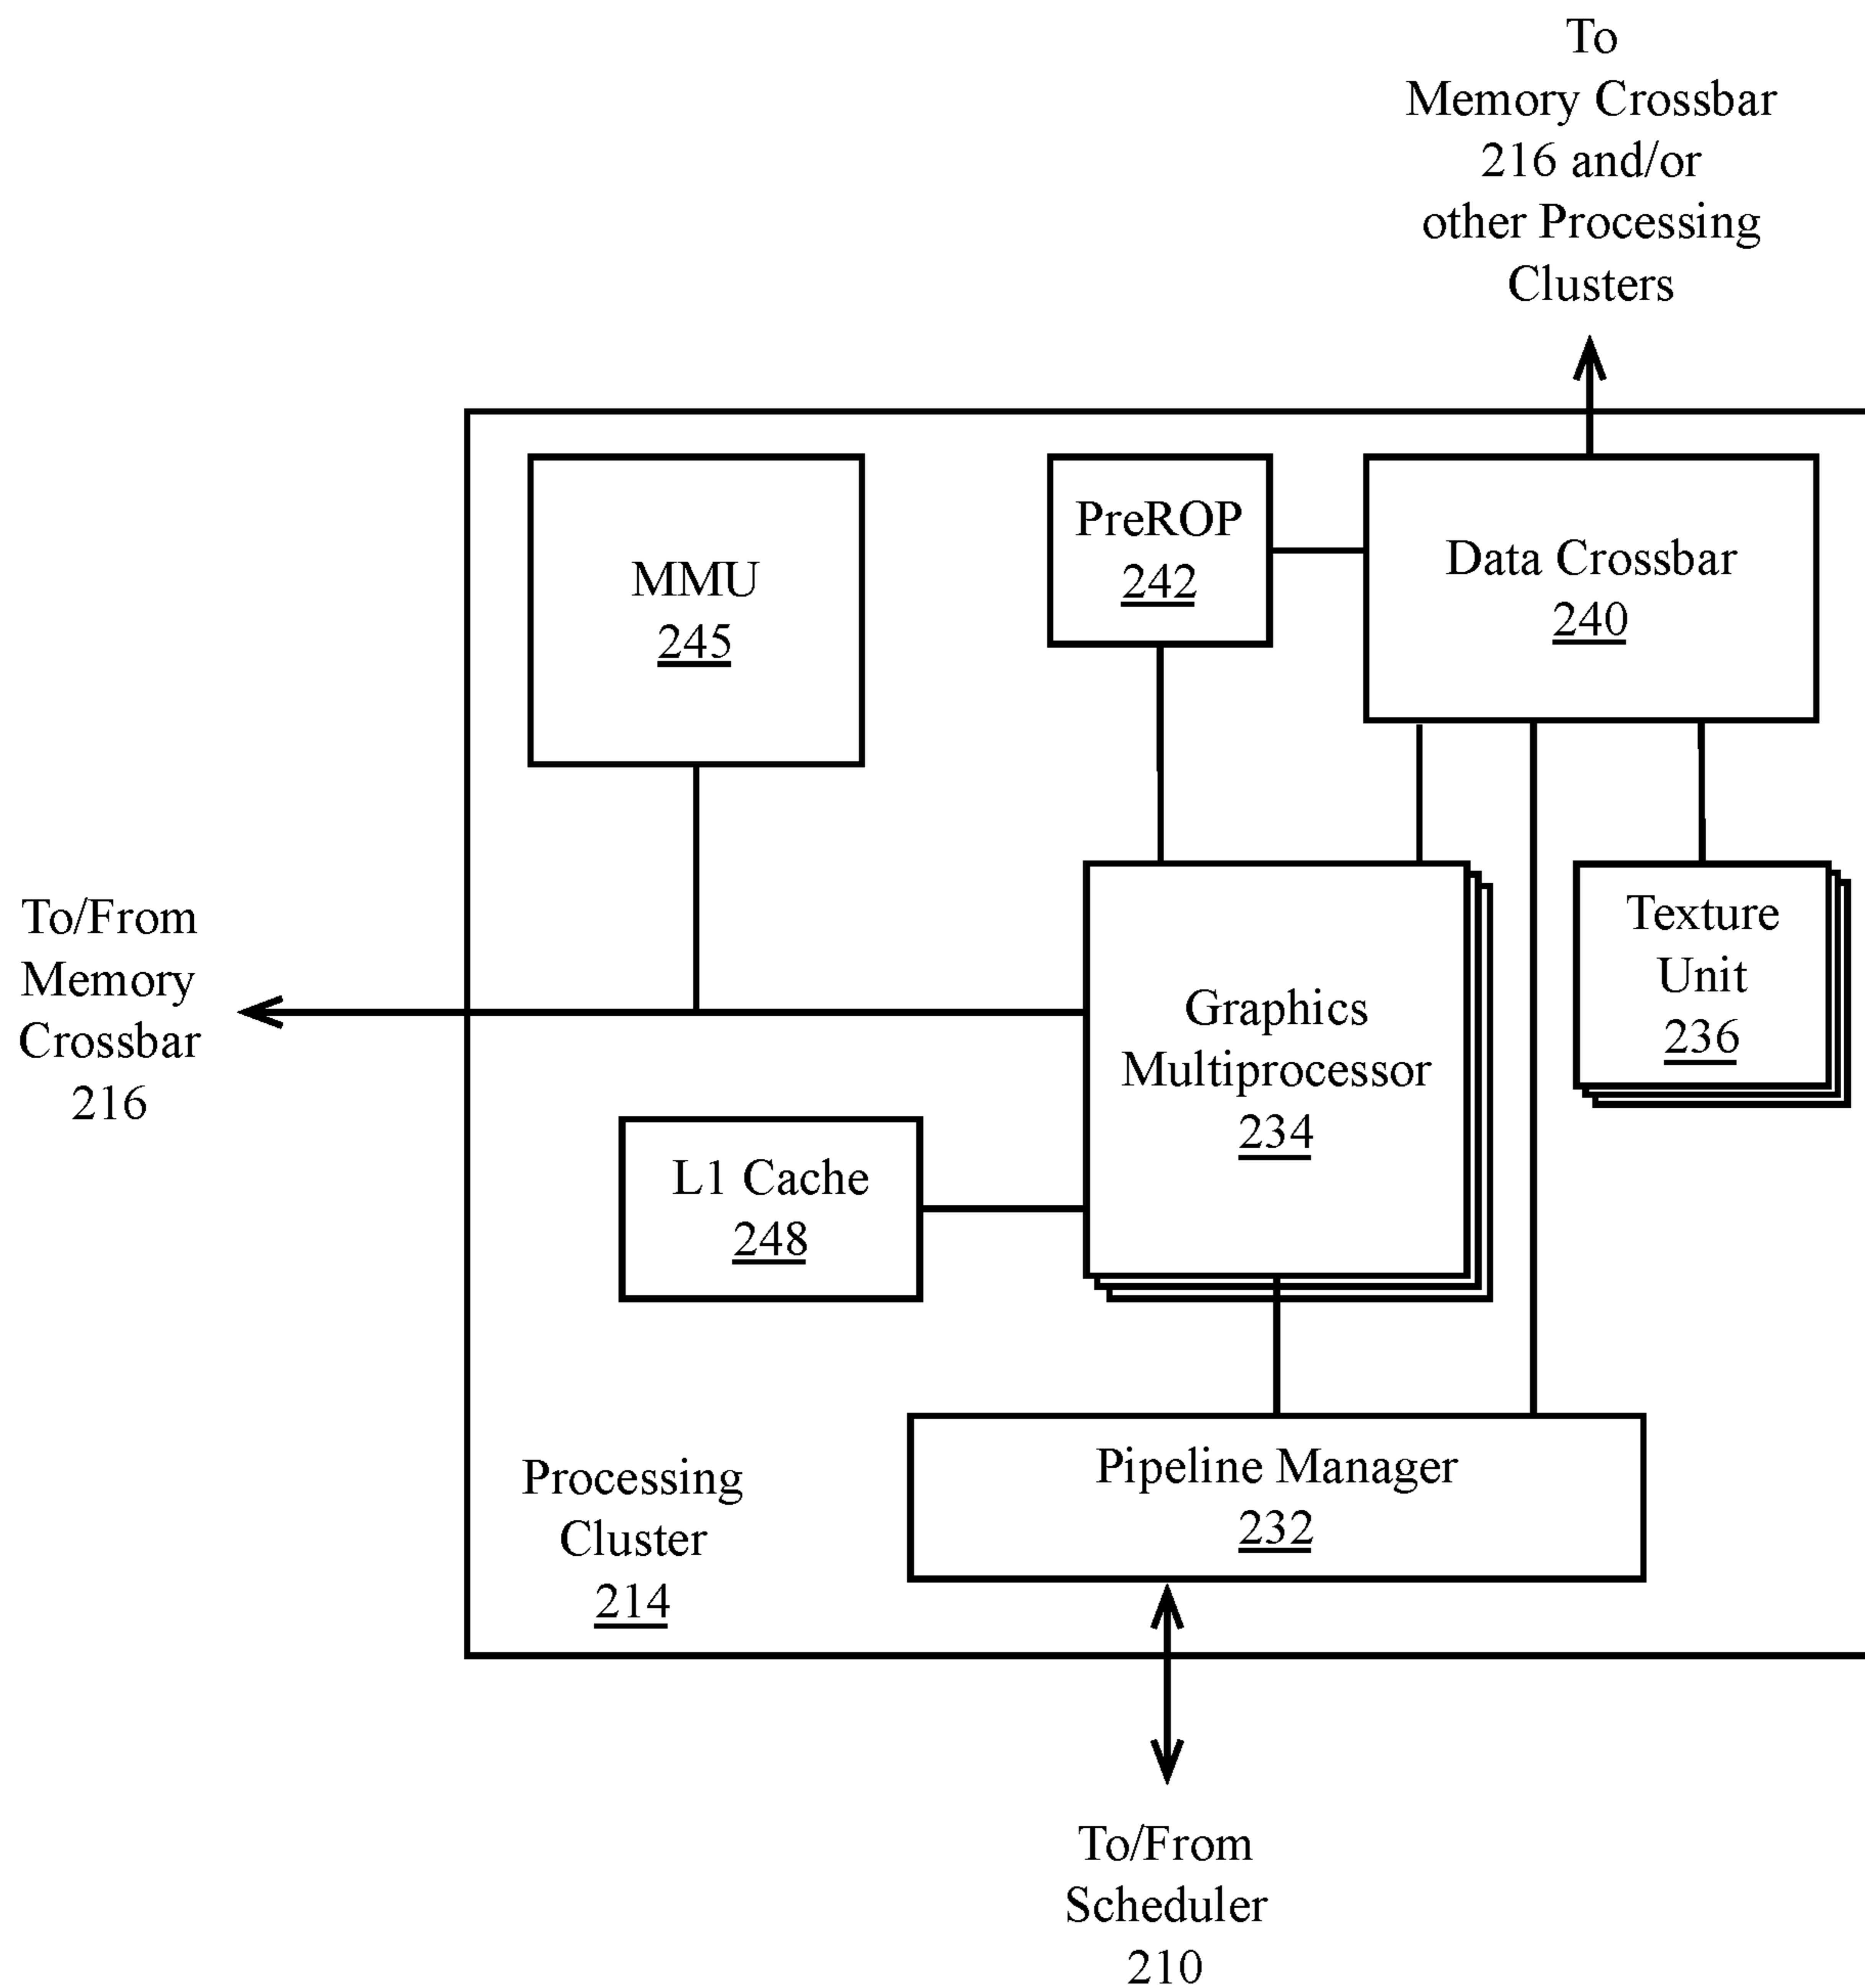 To
Memory Crossbar
216 and/or
other Processing
Clusters
MMU
245
PreROP
242
Data Crossbar
240
To/From
Memory
Crossbar
216
Graphics
Multiprocessor
234
Texture
Unit
236
L1 Cache
248
Pipeline Manager
232
Processing
Cluster
214
To/From
Scheduler
210